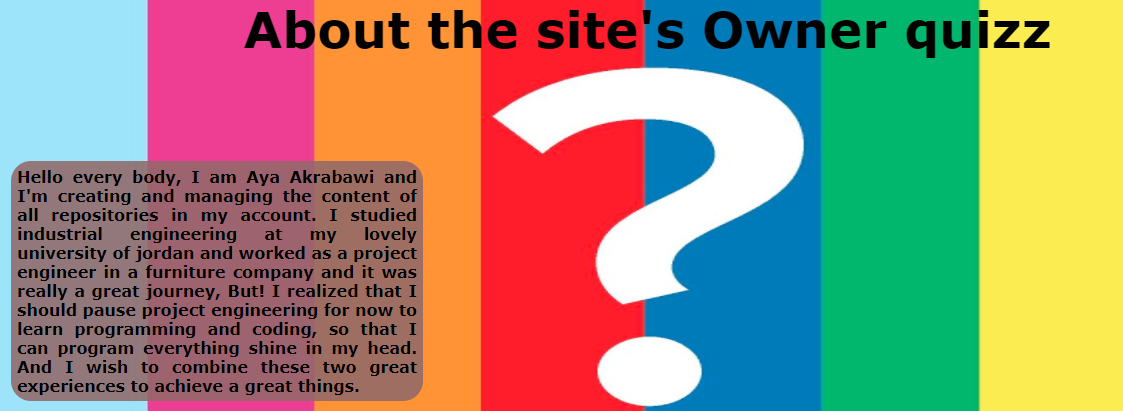 About the site's Owner quizz
Hello every body, I am Aya Akrabawi and
I'm creating and managing the content of
all repositories in my account. I studied
industrial engineering at my lovely
university of jordan and worked as a project
engineer in a furniture company and it was
really a great journey, But! I realized that I
should pause project engineering for now to
learn programming and coding, so that I
can program everything shine in my head.
And I wish to combine these two great
experiences to achieve a great things.
?